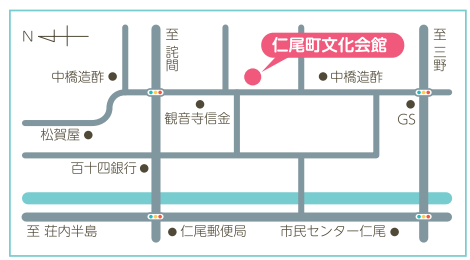 N
至
詫
間
仁尾町文化会館
至
三
野
中橋造酢
中橋造酢
観音寺信金
GS
松賀屋
百十四銀行
至 荘内半島
仁尾郵便局
市民センター仁尾